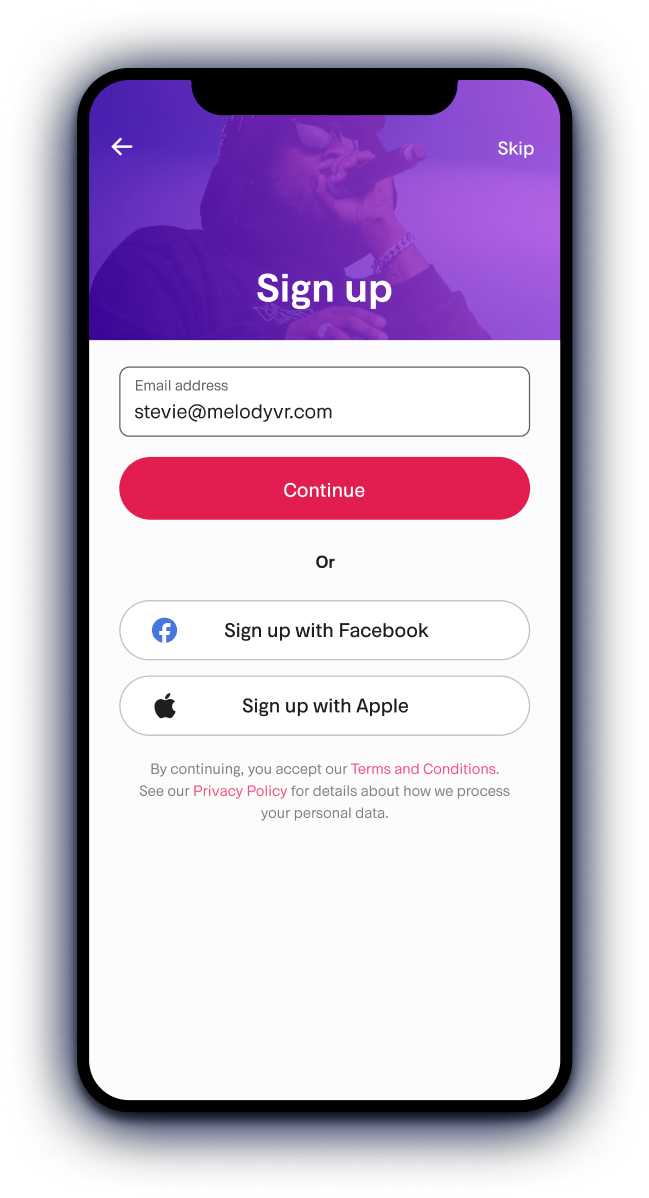 Skip
Sign up
Email address
stevie@melodyvr.com
Continue
Or
Sign up with Facebook
Sign up with Apple
By continuing, you accept our Terms and Conditions.
See our Privacy Policy for details about how we process
your personal data.